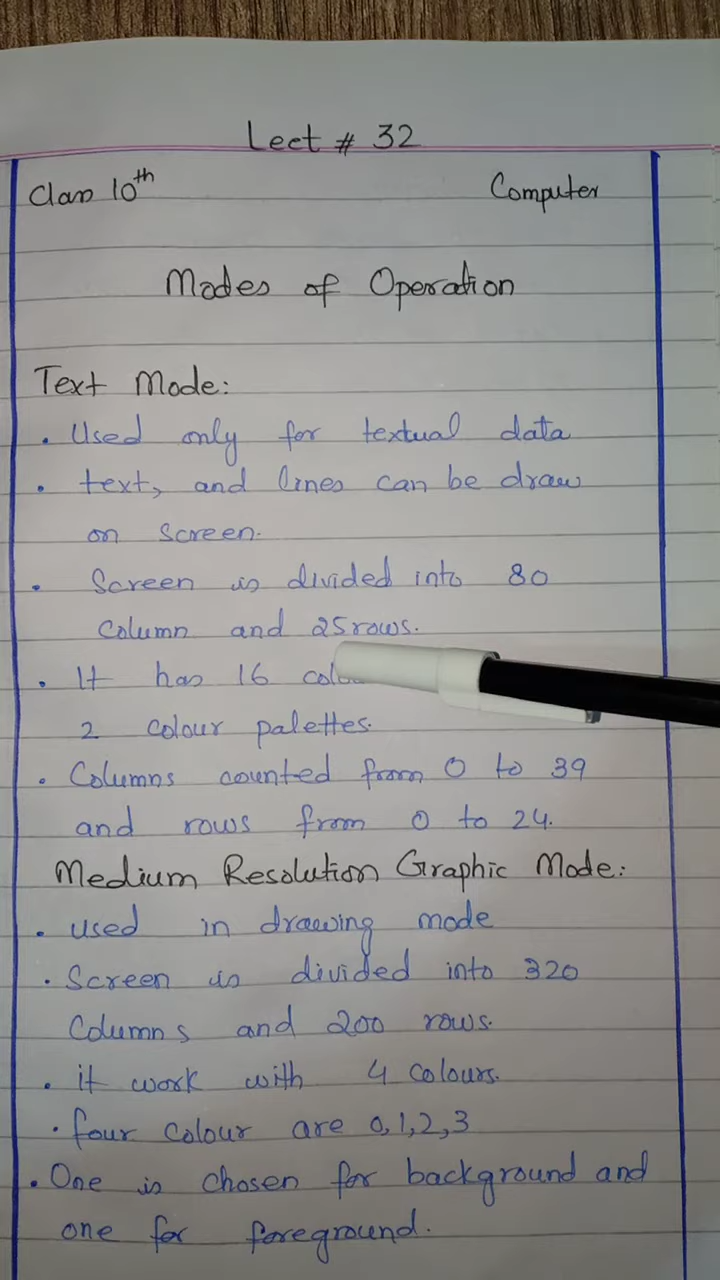 Lect # 32
Class 10th Computer
Modes of Operation
Text Mode:
. Used only for textual data
. text, and lines can be draw
on screen.
. Screen is divided into 80
column and 25 rows.
. It has 16
2 colour palettes.
. Columns counted from 0 to 39
and rows from 0 to 24.
Medium Resolution Graphic Mode:
. used in drawing mode
. Screen is divided into 320
Columns and 200 rows.
. it work with 4 colours.
. four colour are 0,1,2,3
. One is chosen for background and
one for foreground.